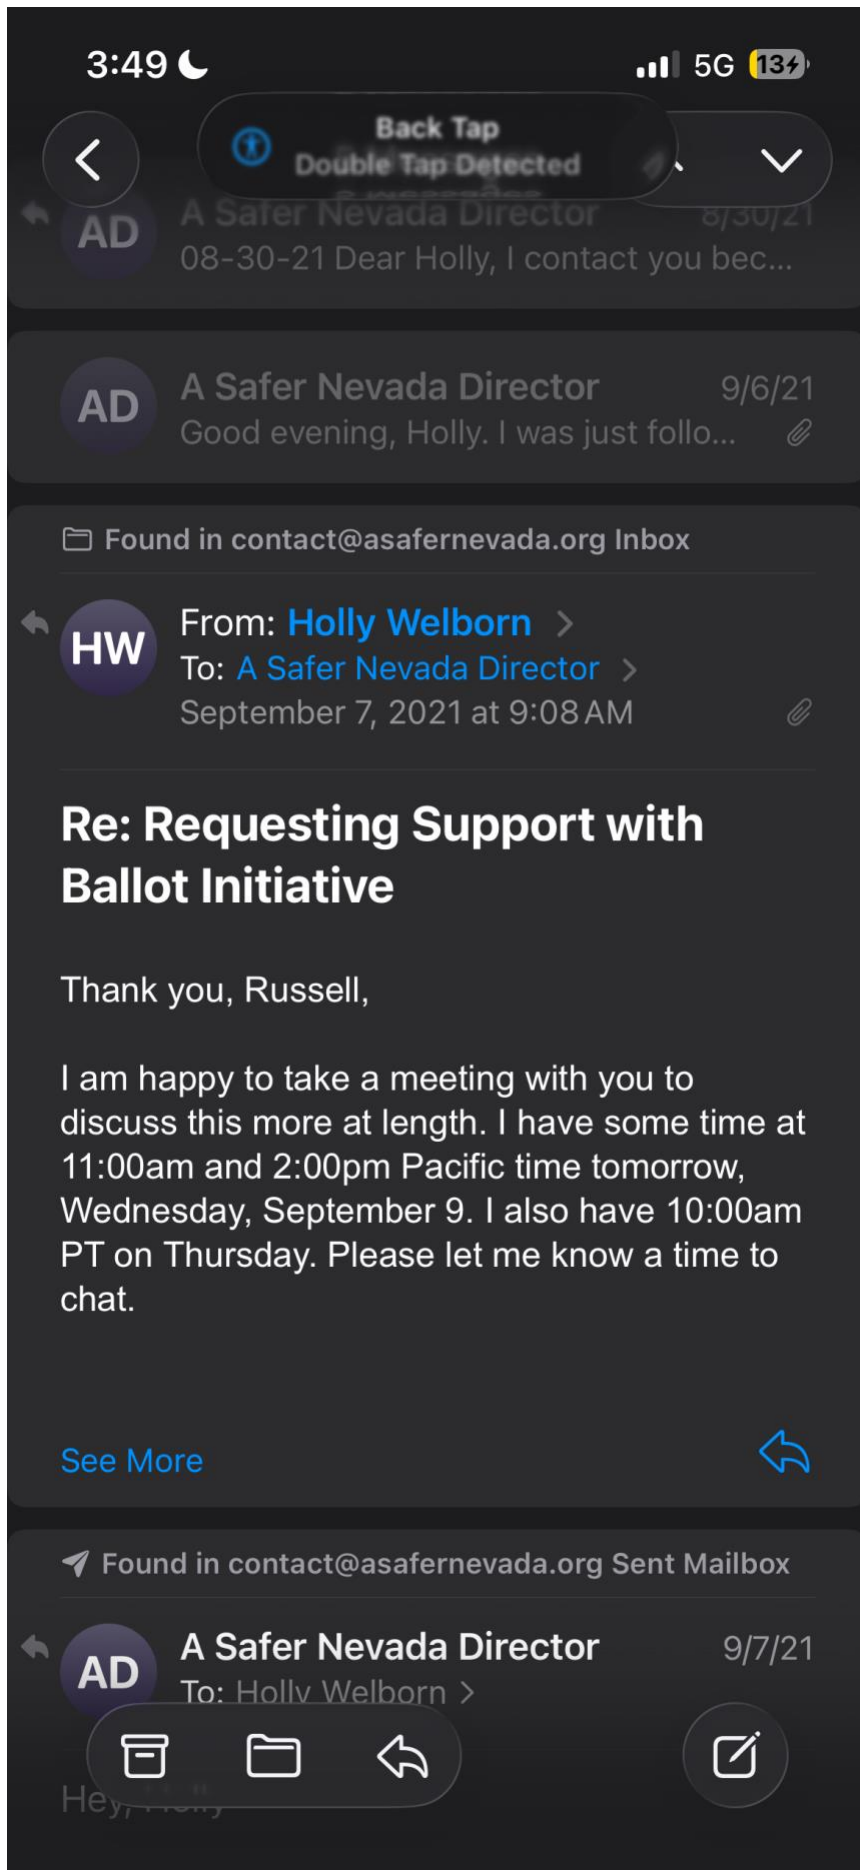 3:49
5G
13
Back Tap
Double Tap Detected
AD
A Safer Nevada Director
8/30/21
08-30-21 Dear Holly, I contact you bec...
AD
A Safer Nevada Director
9/6/21
Good evening, Holly. I was just follo...
Found in contact@asafernevada.org Inbox
HW
From: Holly Welborn
To: A Safer Nevada Director
September 7, 2021 at 9:08 AM
Re: Requesting Support with
Ballot Initiative
Thank you, Russell,
I am happy to take a meeting with you to
discuss this more at length. I have some time at
11:00am and 2:00pm Pacific time tomorrow,
Wednesday, September 9. I also have 10:00am
PT on Thursday. Please let me know a time to
chat.
See More
Found in contact@asafernevada.org Sent Mailbox
AD
A Safer Nevada Director
9/7/21
To: Holly Welborn
Hey,